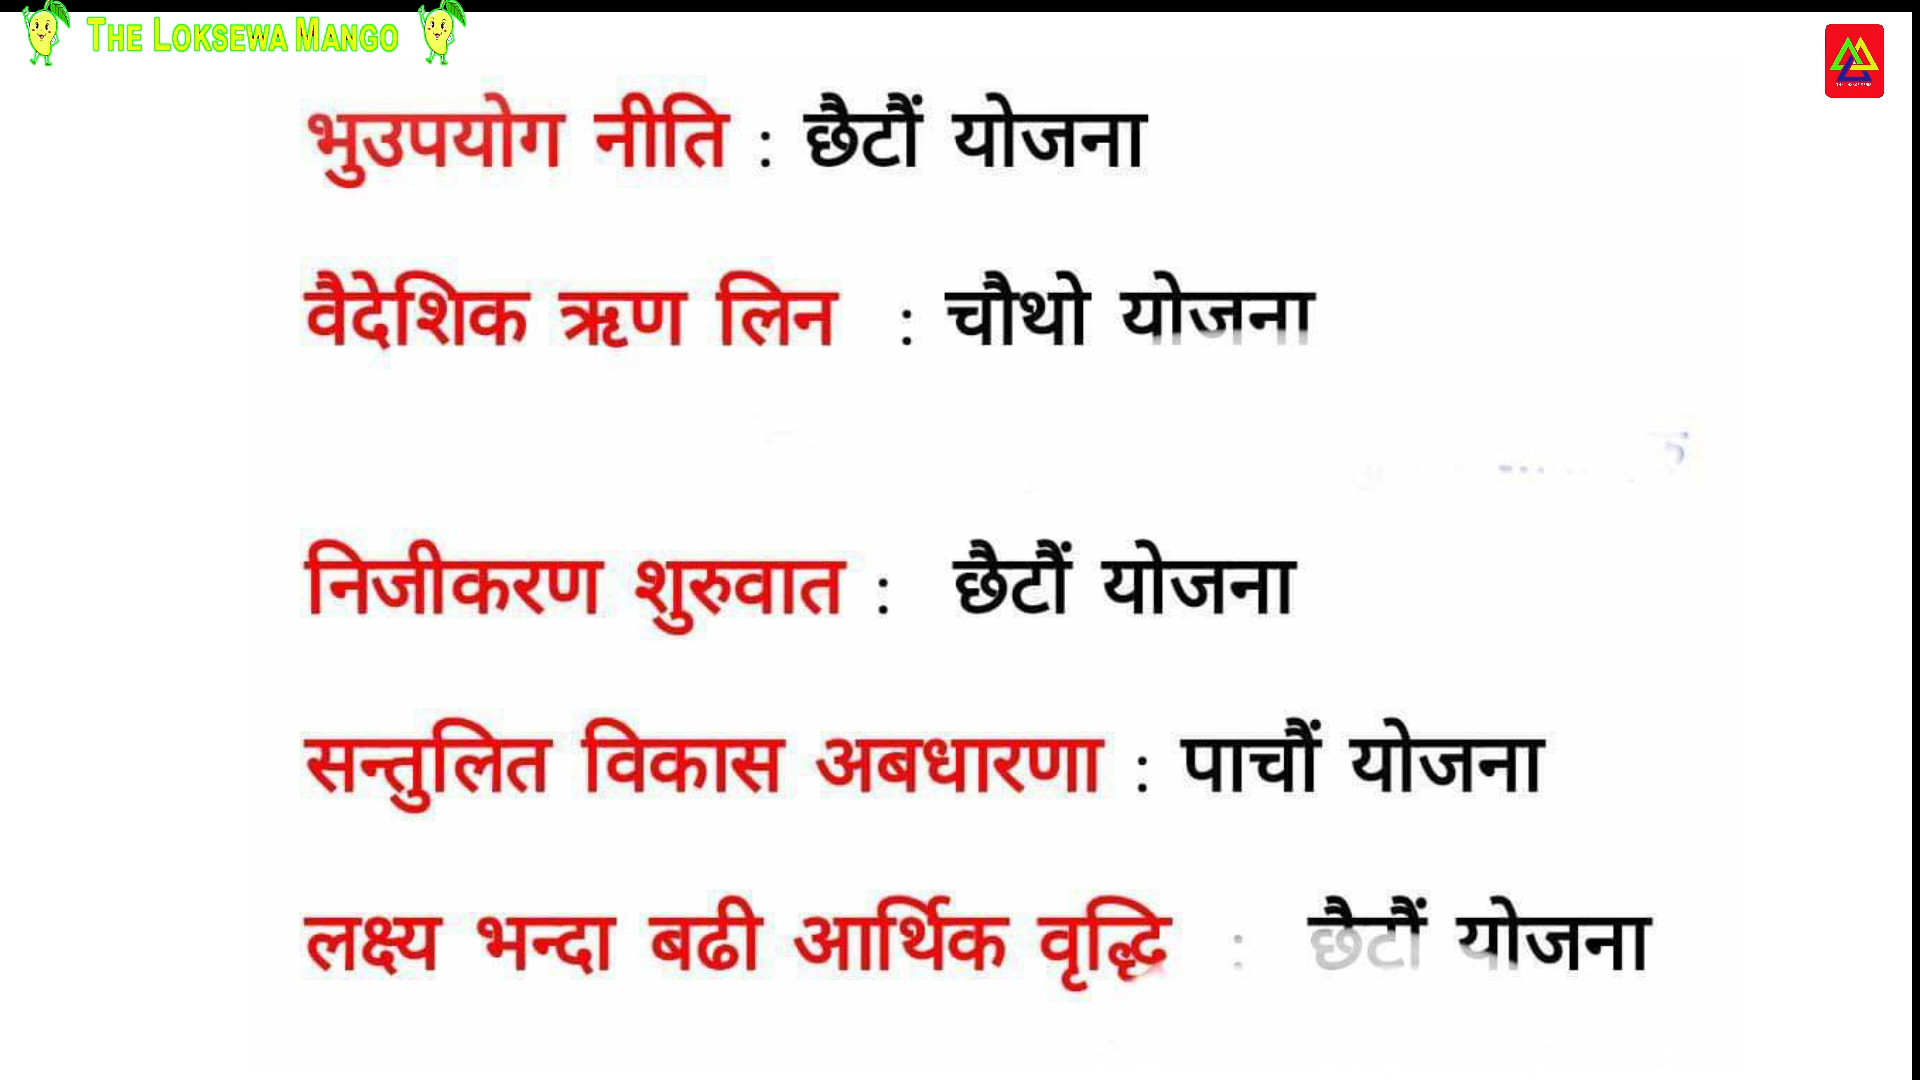 THE LOKSEWA MANGO
भुउपयोग नीति : छैटौं योजना
वैदेशिक ऋण लिन : चौथो योजना
निजीकरण शुरुवात : छैटौं योजना
सन्तुलित विकास अबधारणा : पाचौं योजना
लक्ष्य भन्दा बढी आर्थिक वृद्धि : छैटौं योजना